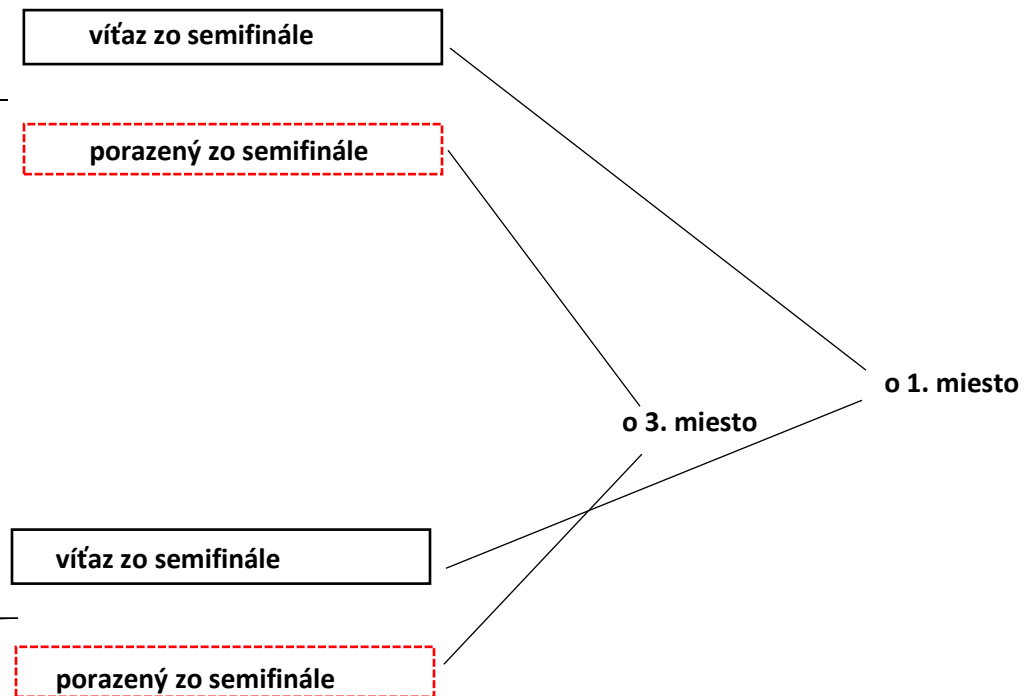 víťaz zo semifinále
porazený zo semifinále
o 1. miesto
o 3. miesto
víťaz zo semifinále
porazený zo semifinále